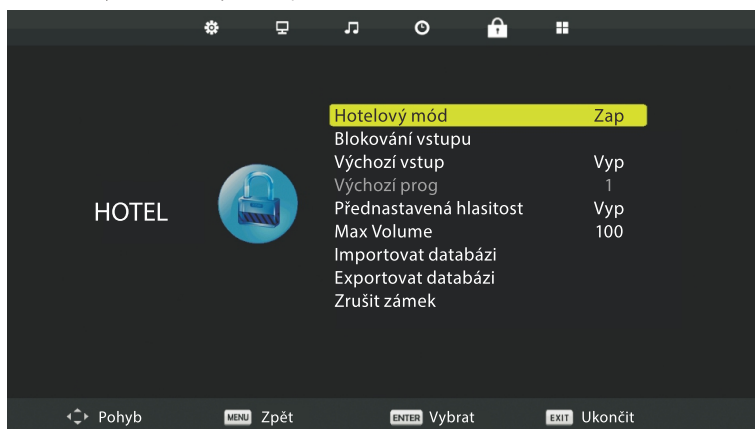 HOTEL
Hotelový mód Zap
Blokování vstupu
Výchozí vstup Vyp
Výchozí prog 1
Přednastavená hlasitost Vyp
Max Volume 100
Importovat databázi
Exportovat databázi
Zrušit zámek
Pohyb MENU Zpět ENTER Vybrat EXIT Ukončit